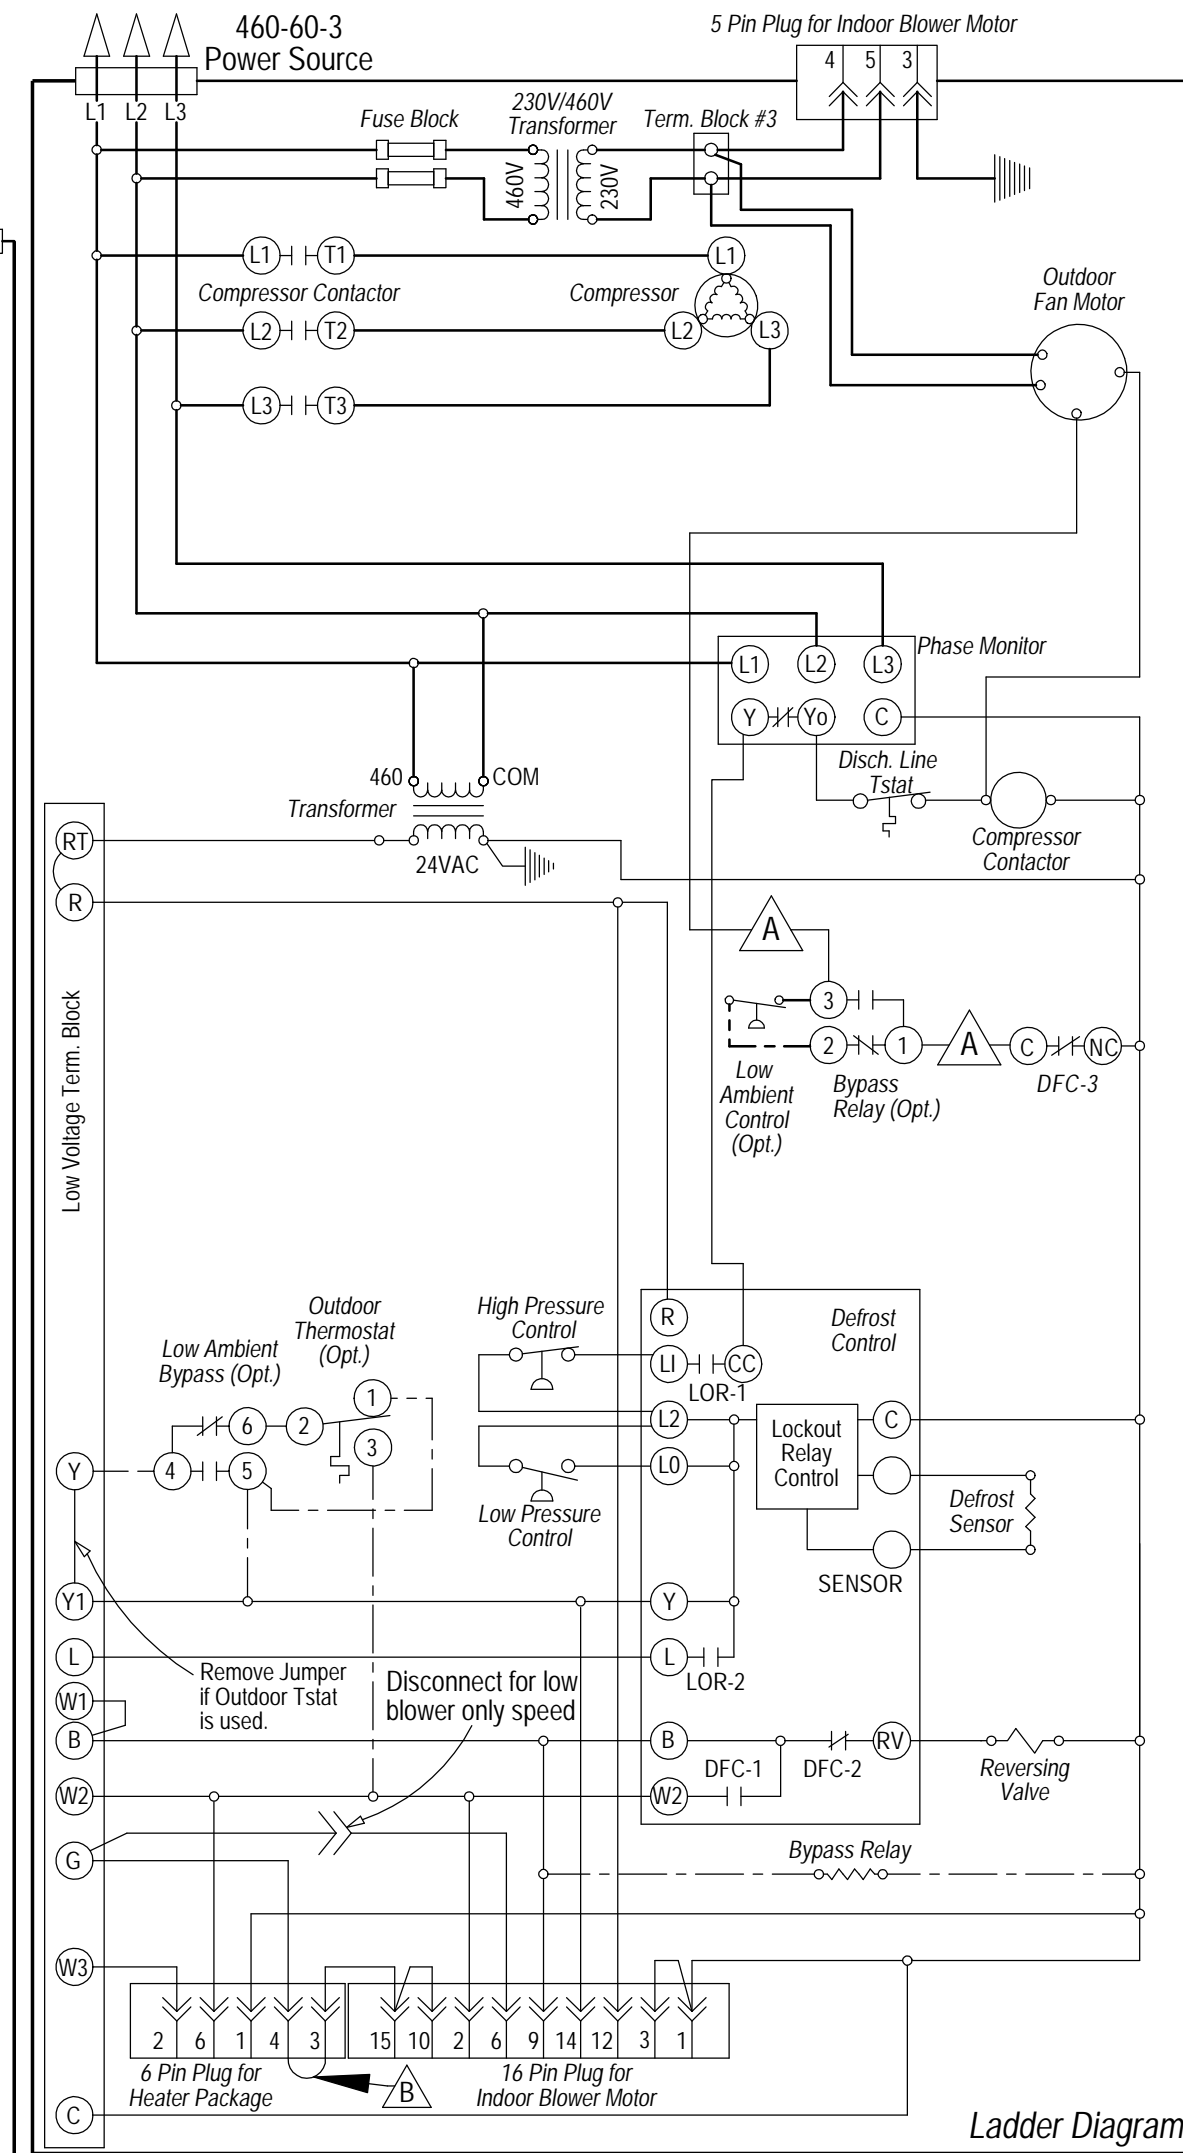 460-60-3
Power Source
5 Pin Plug for Indoor Blower Motor
4 5 3
L1 L2 L3
Fuse Block
230V/460V
Transformer
Term. Block #3
460V
230V
L1 T1
L1
Compressor Contactor
Compressor
L2 T2
L2 L3
L3 T3
Outdoor
Fan Motor
Phase Monitor
L1 L2 L3
Y Yo C
Disch. Line
Tstat
Compressor
Contactor
460 COM
Transformer
24VAC
RT
R
Low Voltage Term. Block
A
3
2 1
A
C NC
DFC-3
Low
Ambient
Control
(Opt.)
Bypass
Relay (Opt.)
High Pressure
Control
Outdoor
Thermostat
(Opt.)
Low Ambient
Bypass (Opt.)
1
6 2
3
Y
4 5
R
Defrost
Control
LI CC
LOR-1
L2
Lockout
Relay
Control
C
L0
Low Pressure
Control
Defrost
Sensor
SENSOR
Y1
Y
L
L
LOR-2
Remove Jumper
if Outdoor Tstat
is used.
Disconnect for low
blower only speed
W1
B
B
DFC-1 DFC-2
RV
Reversing
Valve
W2
W2
G
Bypass Relay
W3
2 6 1 4 3
15 10 2 6 9 14 12 3 1
6 Pin Plug for
Heater Package
B
16 Pin Plug for
Indoor Blower Motor
C
Ladder Diagram